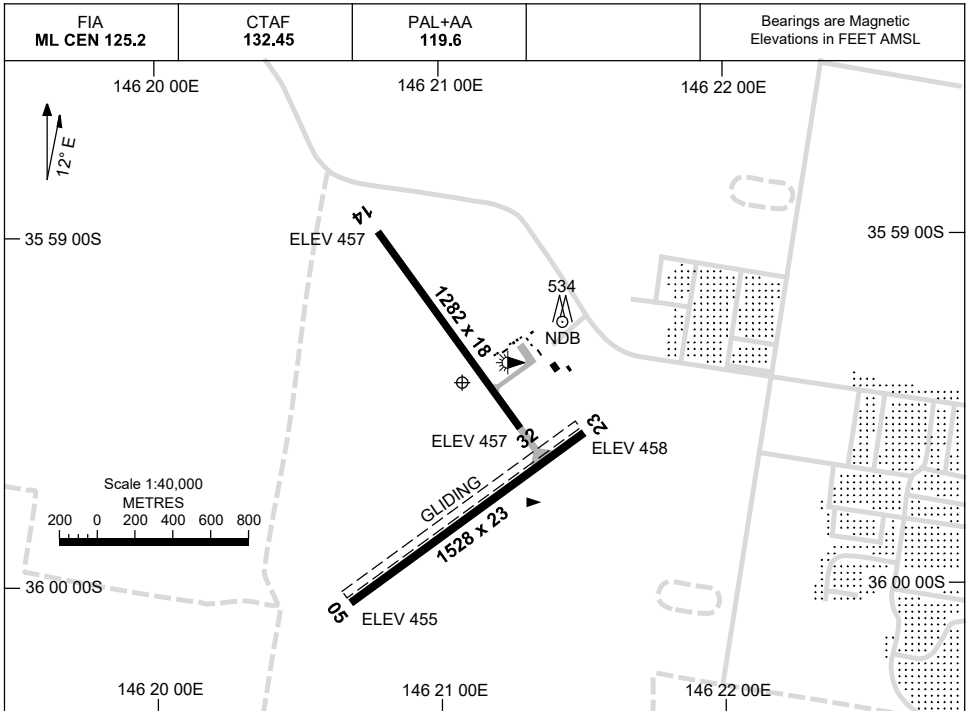 FIA
ML CEN 125.2
CTAF
132.45
PAL+AA
119.6
Bearings are Magnetic
Elevations in FEET AMSL
146 20 00E
146 21 00E
146 22 00E
12° E
14
35 59 00S
ELEV 457
35 59 00S
534
NDB
1282 x 18
ELEV 457
32
23
ELEV 458
Scale 1:40,000
METRES
200 0 200 400 600 800
GLIDING
1528 x 23
36 00 00S
36 00 00S
05
ELEV 455
146 20 00E
146 21 00E
146 22 00E